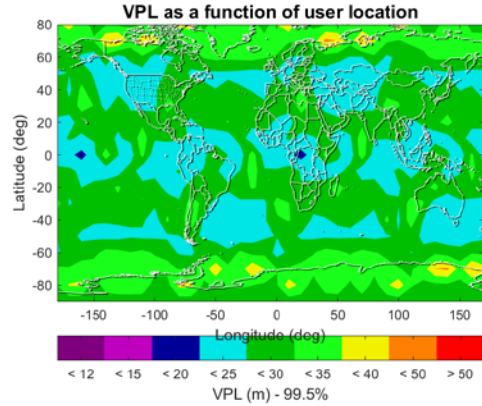 VPL as a function of user location
80
60
40
20
0
-20
-40
-60
-80
Latitude (deg)
-150 -100 -50 0 50 100 150
Longitude (deg)
< 12 < 15 < 20 < 25 < 30 < 35 < 40 < 50 > 50
VPL (m) - 99.5%